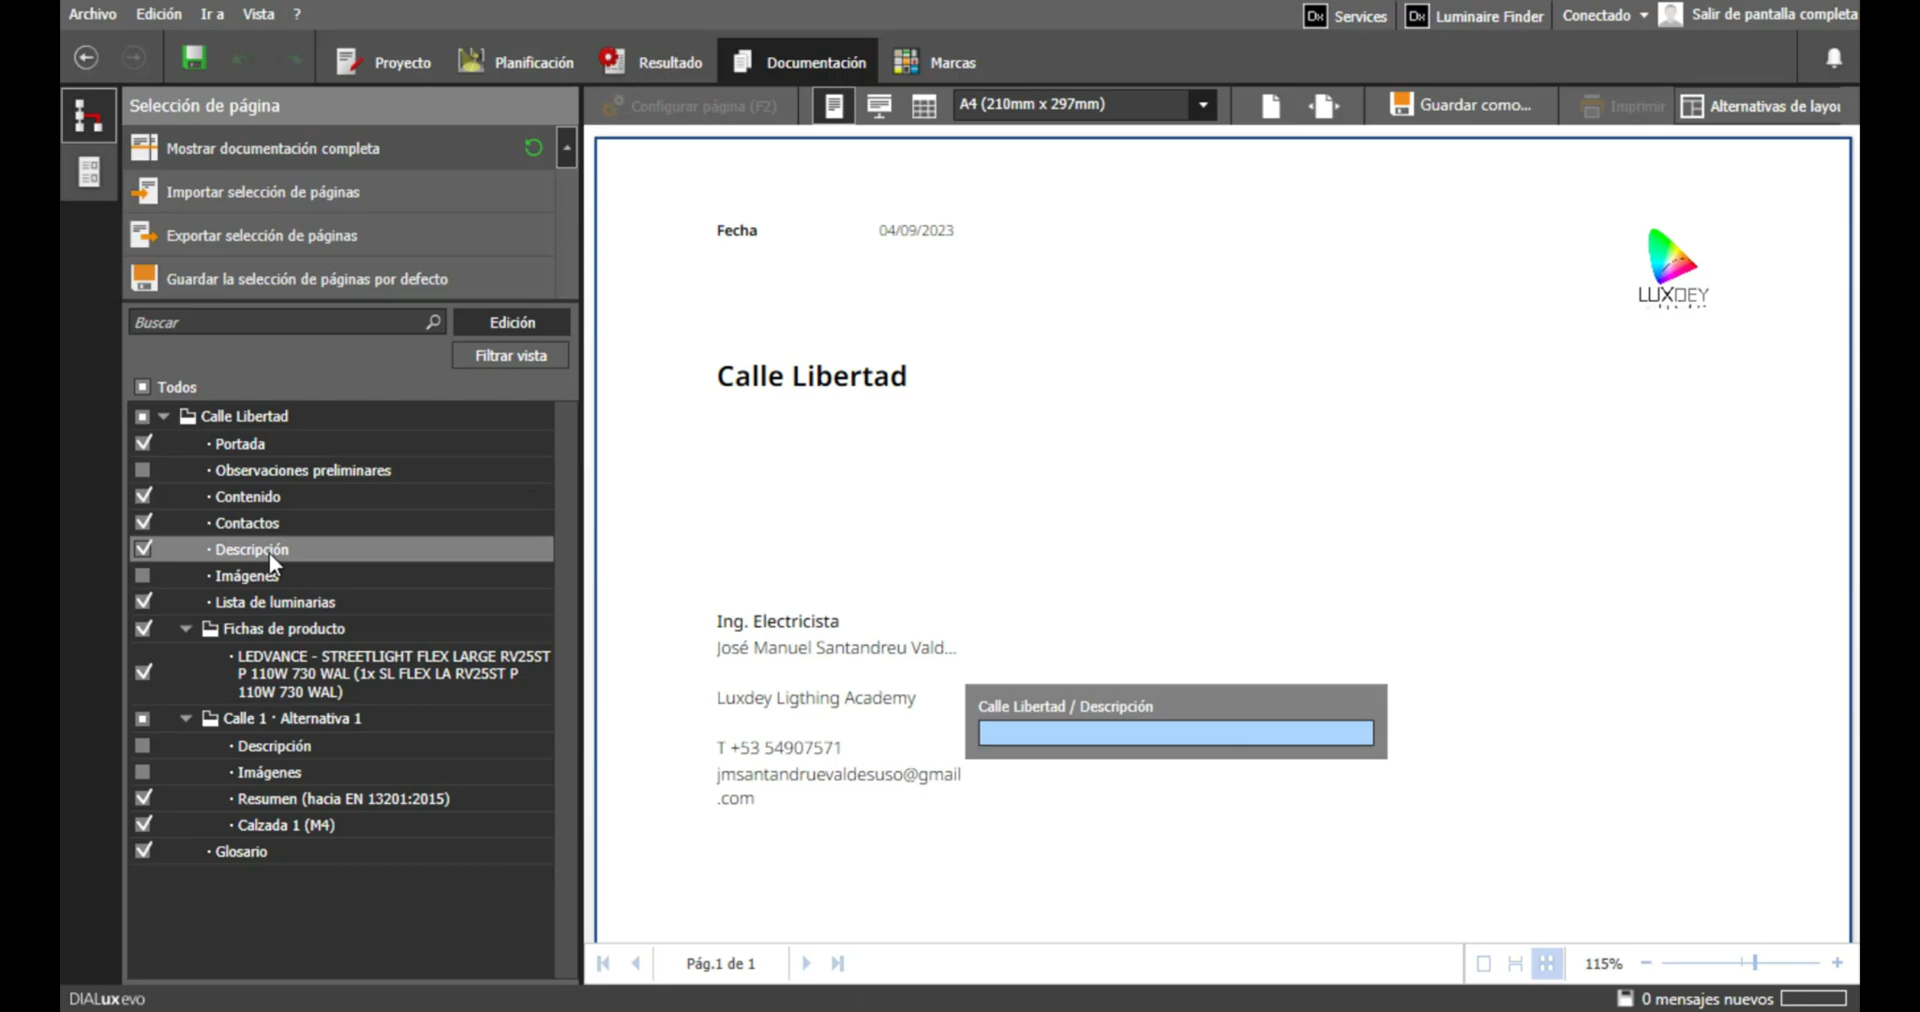 Archivo Edición Ir a Vista ?
Services Luminaire Finder Conectado Salir de pantalla completa
Proyecto Planificación Resultado Documentación Marcas
Selección de página
Configurar página (F2) A4 (210mm x 297mm) Guardar como... Imprimir Alternativas de layou
Mostrar documentación completa
Importar selección de páginas
Exportar selección de páginas
Guardar la selección de páginas por defecto
Buscar Edición
Filtrar vista
Todos
Calle Libertad
· Portada
· Observaciones preliminares
· Contenido
· Contactos
· Descripción
· Imágenes
· Lista de luminarias
Fichas de producto
· LEDVANCE - STREETLIGHT FLEX LARGE RV25ST
P 110W 730 WAL (1x SL FLEX LA RV25ST P
110W 730 WAL)
Calle 1 · Alternativa 1
· Descripción
· Imágenes
· Resumen (hacia EN 13201:2015)
· Calzada 1 (M4)
· Glosario
Fecha 04/09/2023
LUXDEY
Calle Libertad
Ing. Electricista
José Manuel Santandreu Vald...
Luxdey Ligthing Academy
T +53 54907571
jmsantandruevaldesuso@gmail
.com
Calle Libertad / Descripción
Pág.1 de 1 115%
DIALux evo 0 mensajes nuevos